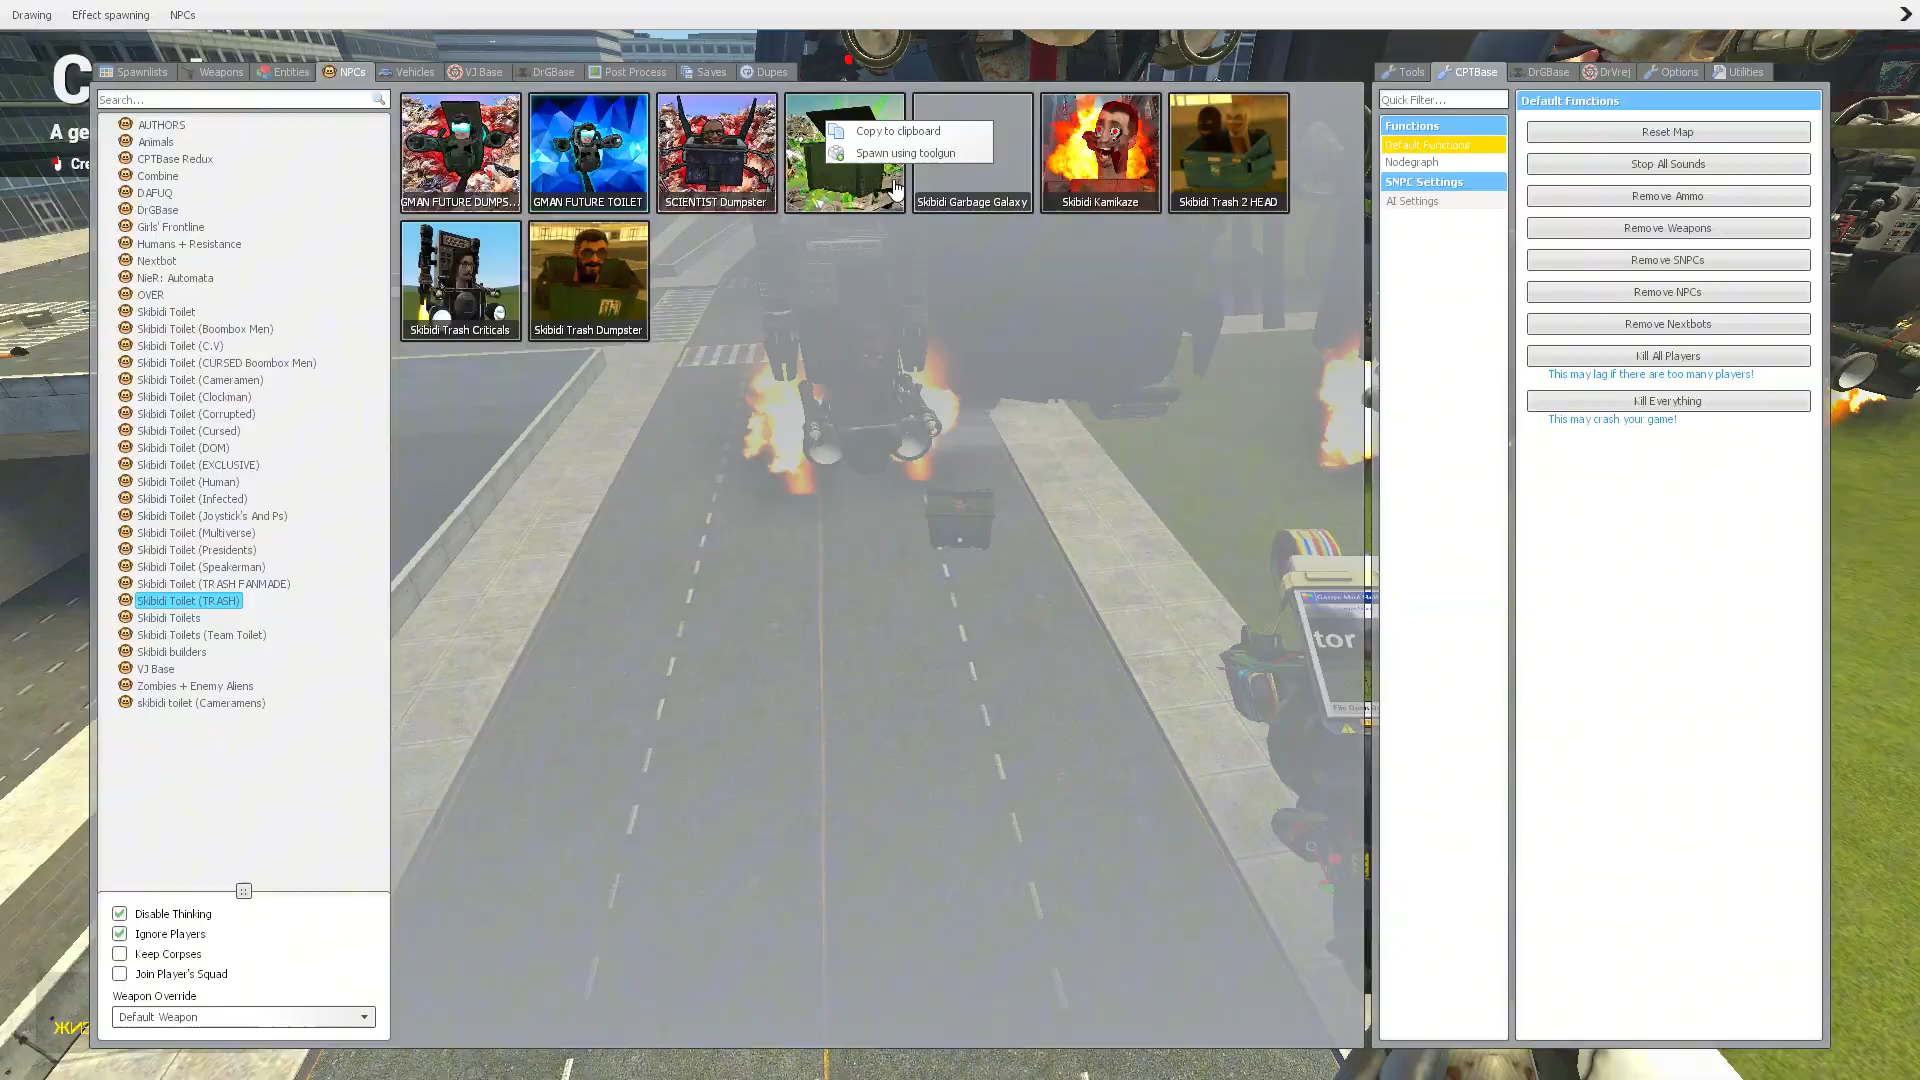 Drawing Effect spawning NPCs
Spawnlists Weapons Entities NPCs Vehicles VJ Base DrGBase Post Process Saves Dupes
Tools CPTBase DrGBase DrVrej Options Utilities
C
A ge
Cre
Search...
AUTHORS
Animals
CPTBase Redux
Combine
DAFUQ
DrGBase
Girls' Frontline
Humans + Resistance
Nextbot
NieR: Automata
OVER
Skibidi Toilet
Skibidi Toilet (Boombox Men)
Skibidi Toilet (C.V)
Skibidi Toilet (CURSED Boombox Men)
Skibidi Toilet (Cameramen)
Skibidi Toilet (Clockman)
Skibidi Toilet (Corrupted)
Skibidi Toilet (Cursed)
Skibidi Toilet (DOM)
Skibidi Toilet (EXCLUSIVE)
Skibidi Toilet (Human)
Skibidi Toilet (Infected)
Skibidi Toilet (Joystick's And Ps)
Skibidi Toilet (Multiverse)
Skibidi Toilet (Presidents)
Skibidi Toilet (Speakerman)
Skibidi Toilet (TRASH FANMADE)
Skibidi Toilet (TRASH)
Skibidi Toilets
Skibidi Toilets (Team Toilet)
Skibidi builders
VJ Base
Zombies + Enemy Aliens
skibidi toilet (Cameramens)
Disable Thinking
Ignore Players
Keep Corpses
Join Player's Squad
Weapon Override
Default Weapon
GMAN FUTURE DUMPS...
GMAN FUTURE TOILET
SCIENTIST Dumpster
Copy to clipboard
Spawn using toolgun
Skibidi Garbage Galaxy
Skibidi Kamikaze
Skibidi Trash 2 HEAD
Skibidi Trash Criticals
Skibidi Trash Dumpster
tor
Quick Filter...
Functions
Default Functions
Nodegraph
SNPC Settings
AI Settings
Default Functions
Reset Map
Stop All Sounds
Remove Ammo
Remove Weapons
Remove SNPCs
Remove NPCs
Remove Nextbots
Kill All Players
This may lag if there are too many players!
Kill Everything
This may crash your game!